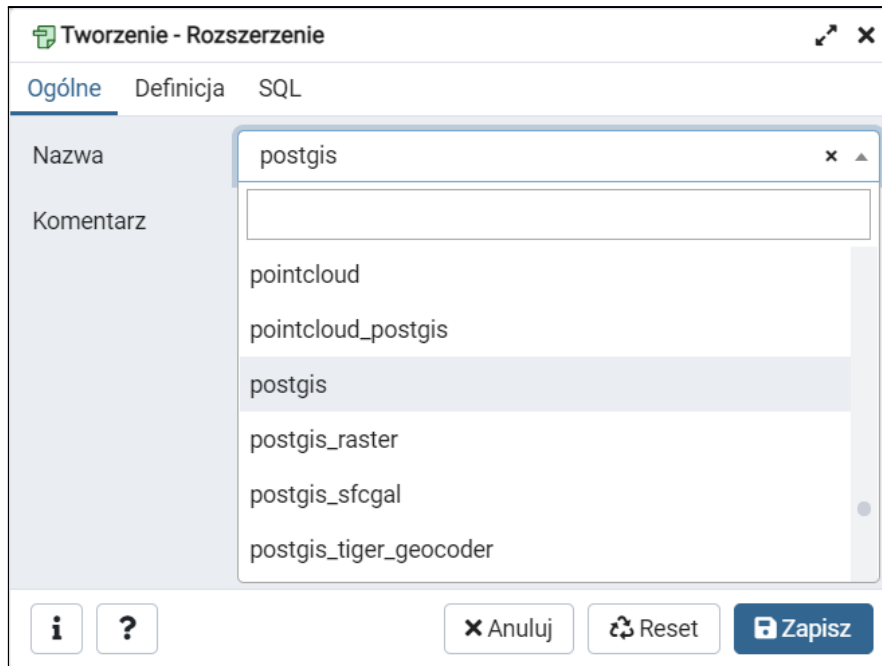 Tworzenie - Rozszerzenie
Ogólne Definicja SQL
Nazwa postgis
Komentarz
pointcloud
pointcloud_postgis
postgis
postgis_raster
postgis_sfcgal
postgis_tiger_geocoder
i ? Anuluj Reset Zapisz